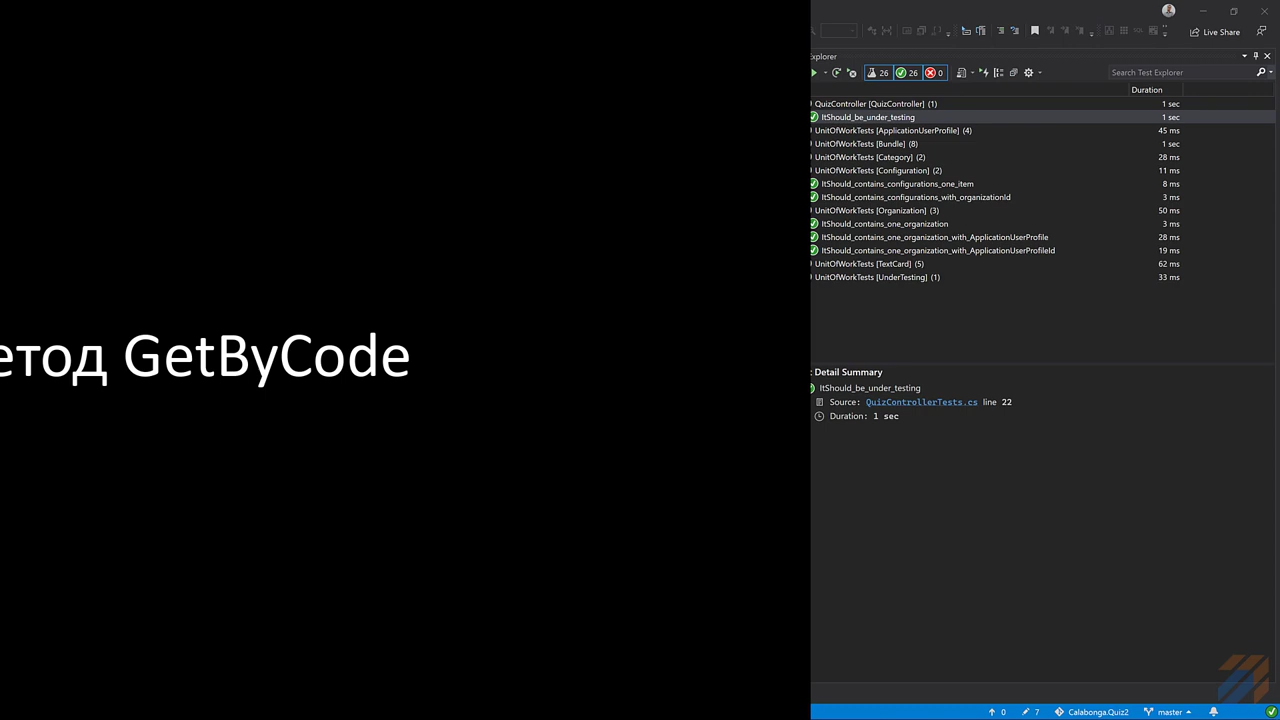 етод GetByCode
Live Share
xplorer
26 26 0
Search Test Explorer
Duration
QuizController [QuizController] (1) 1 sec
ItShould_be_under_testing 1 sec
UnitOfWorkTests [ApplicationUserProfile] (4) 45 ms
UnitOfWorkTests [Bundle] (8) 1 sec
UnitOfWorkTests [Category] (2) 28 ms
UnitOfWorkTests [Configuration] (2) 11 ms
ItShould_contains_configurations_one_item 8 ms
ItShould_contains_configurations_with_organizationId 3 ms
UnitOfWorkTests [Organization] (3) 50 ms
ItShould_contains_one_organization 3 ms
ItShould_contains_one_organization_with_ApplicationUserProfile 28 ms
ItShould_contains_one_organization_with_ApplicationUserProfileId 19 ms
UnitOfWorkTests [TextCard] (5) 62 ms
UnitOfWorkTests [UnderTesting] (1) 33 ms
Detail Summary
ItShould_be_under_testing
Source: QuizControllerTests.cs line 22
Duration: 1 sec
0 7 Calabonga.Quiz2 master